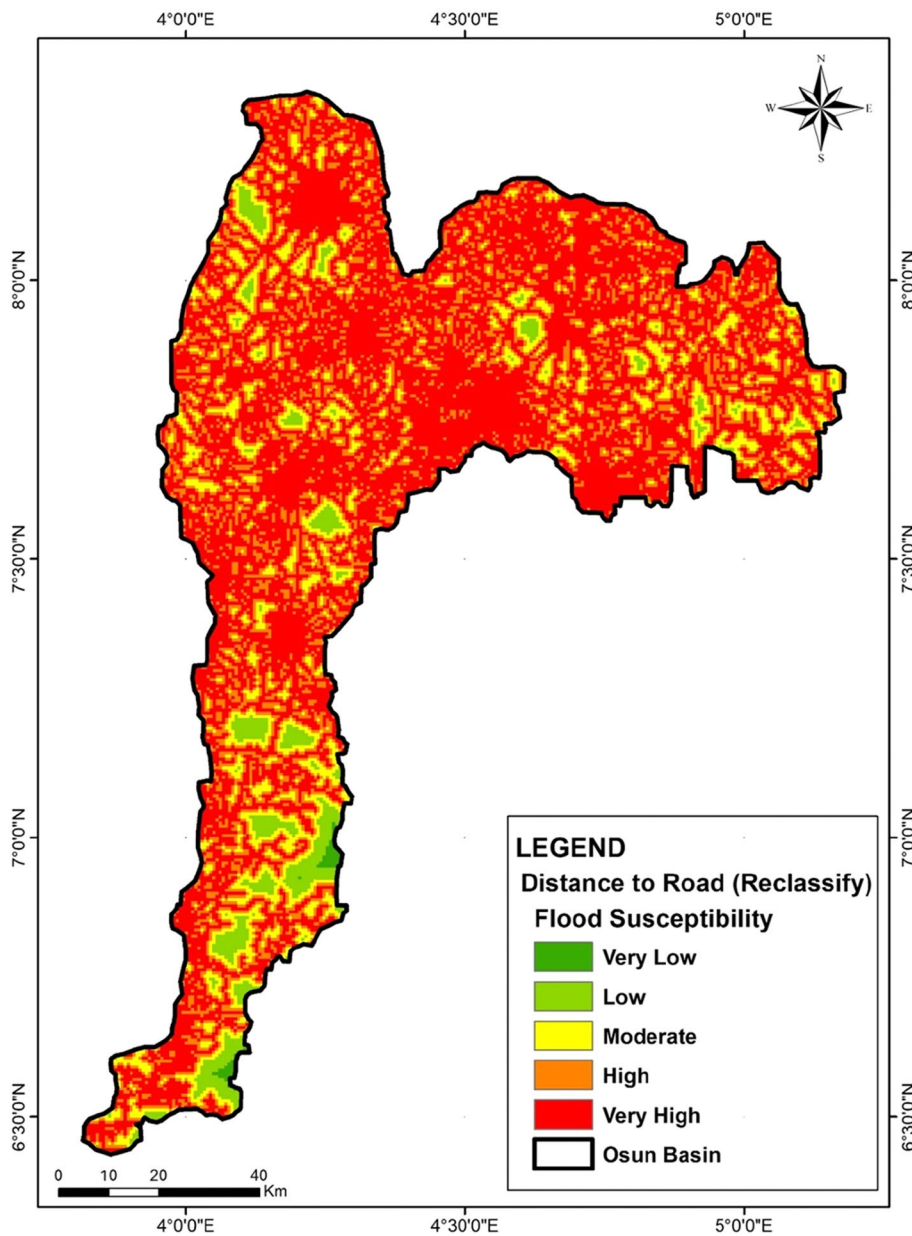 4°0'0"E 4°30'0"E 5°0'0"E
N
W E
S
8°0'0"N 8°0'0"N
7°30'0"N 7°30'0"N
7°0'0"N 7°0'0"N
6°30'0"N 6°30'0"N
LEGEND
Distance to Road (Reclassify)
Flood Susceptibility
Very Low
Low
Moderate
High
Very High
Osun Basin
0 10 20 40
Km
4°0'0"E 4°30'0"E 5°0'0"E